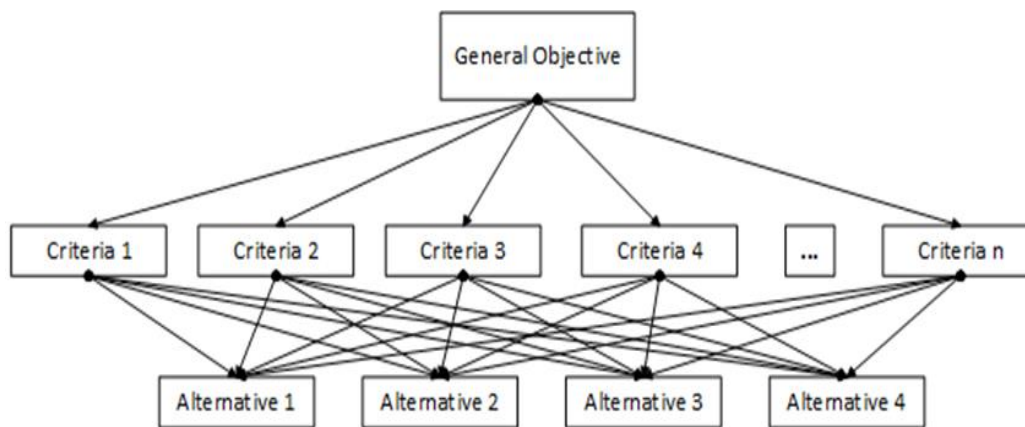 General Objective
Criteria 1
Criteria 2
Criteria 3
Criteria 4
...
Criteria n
Alternative 1
Alternative 2
Alternative 3
Alternative 4